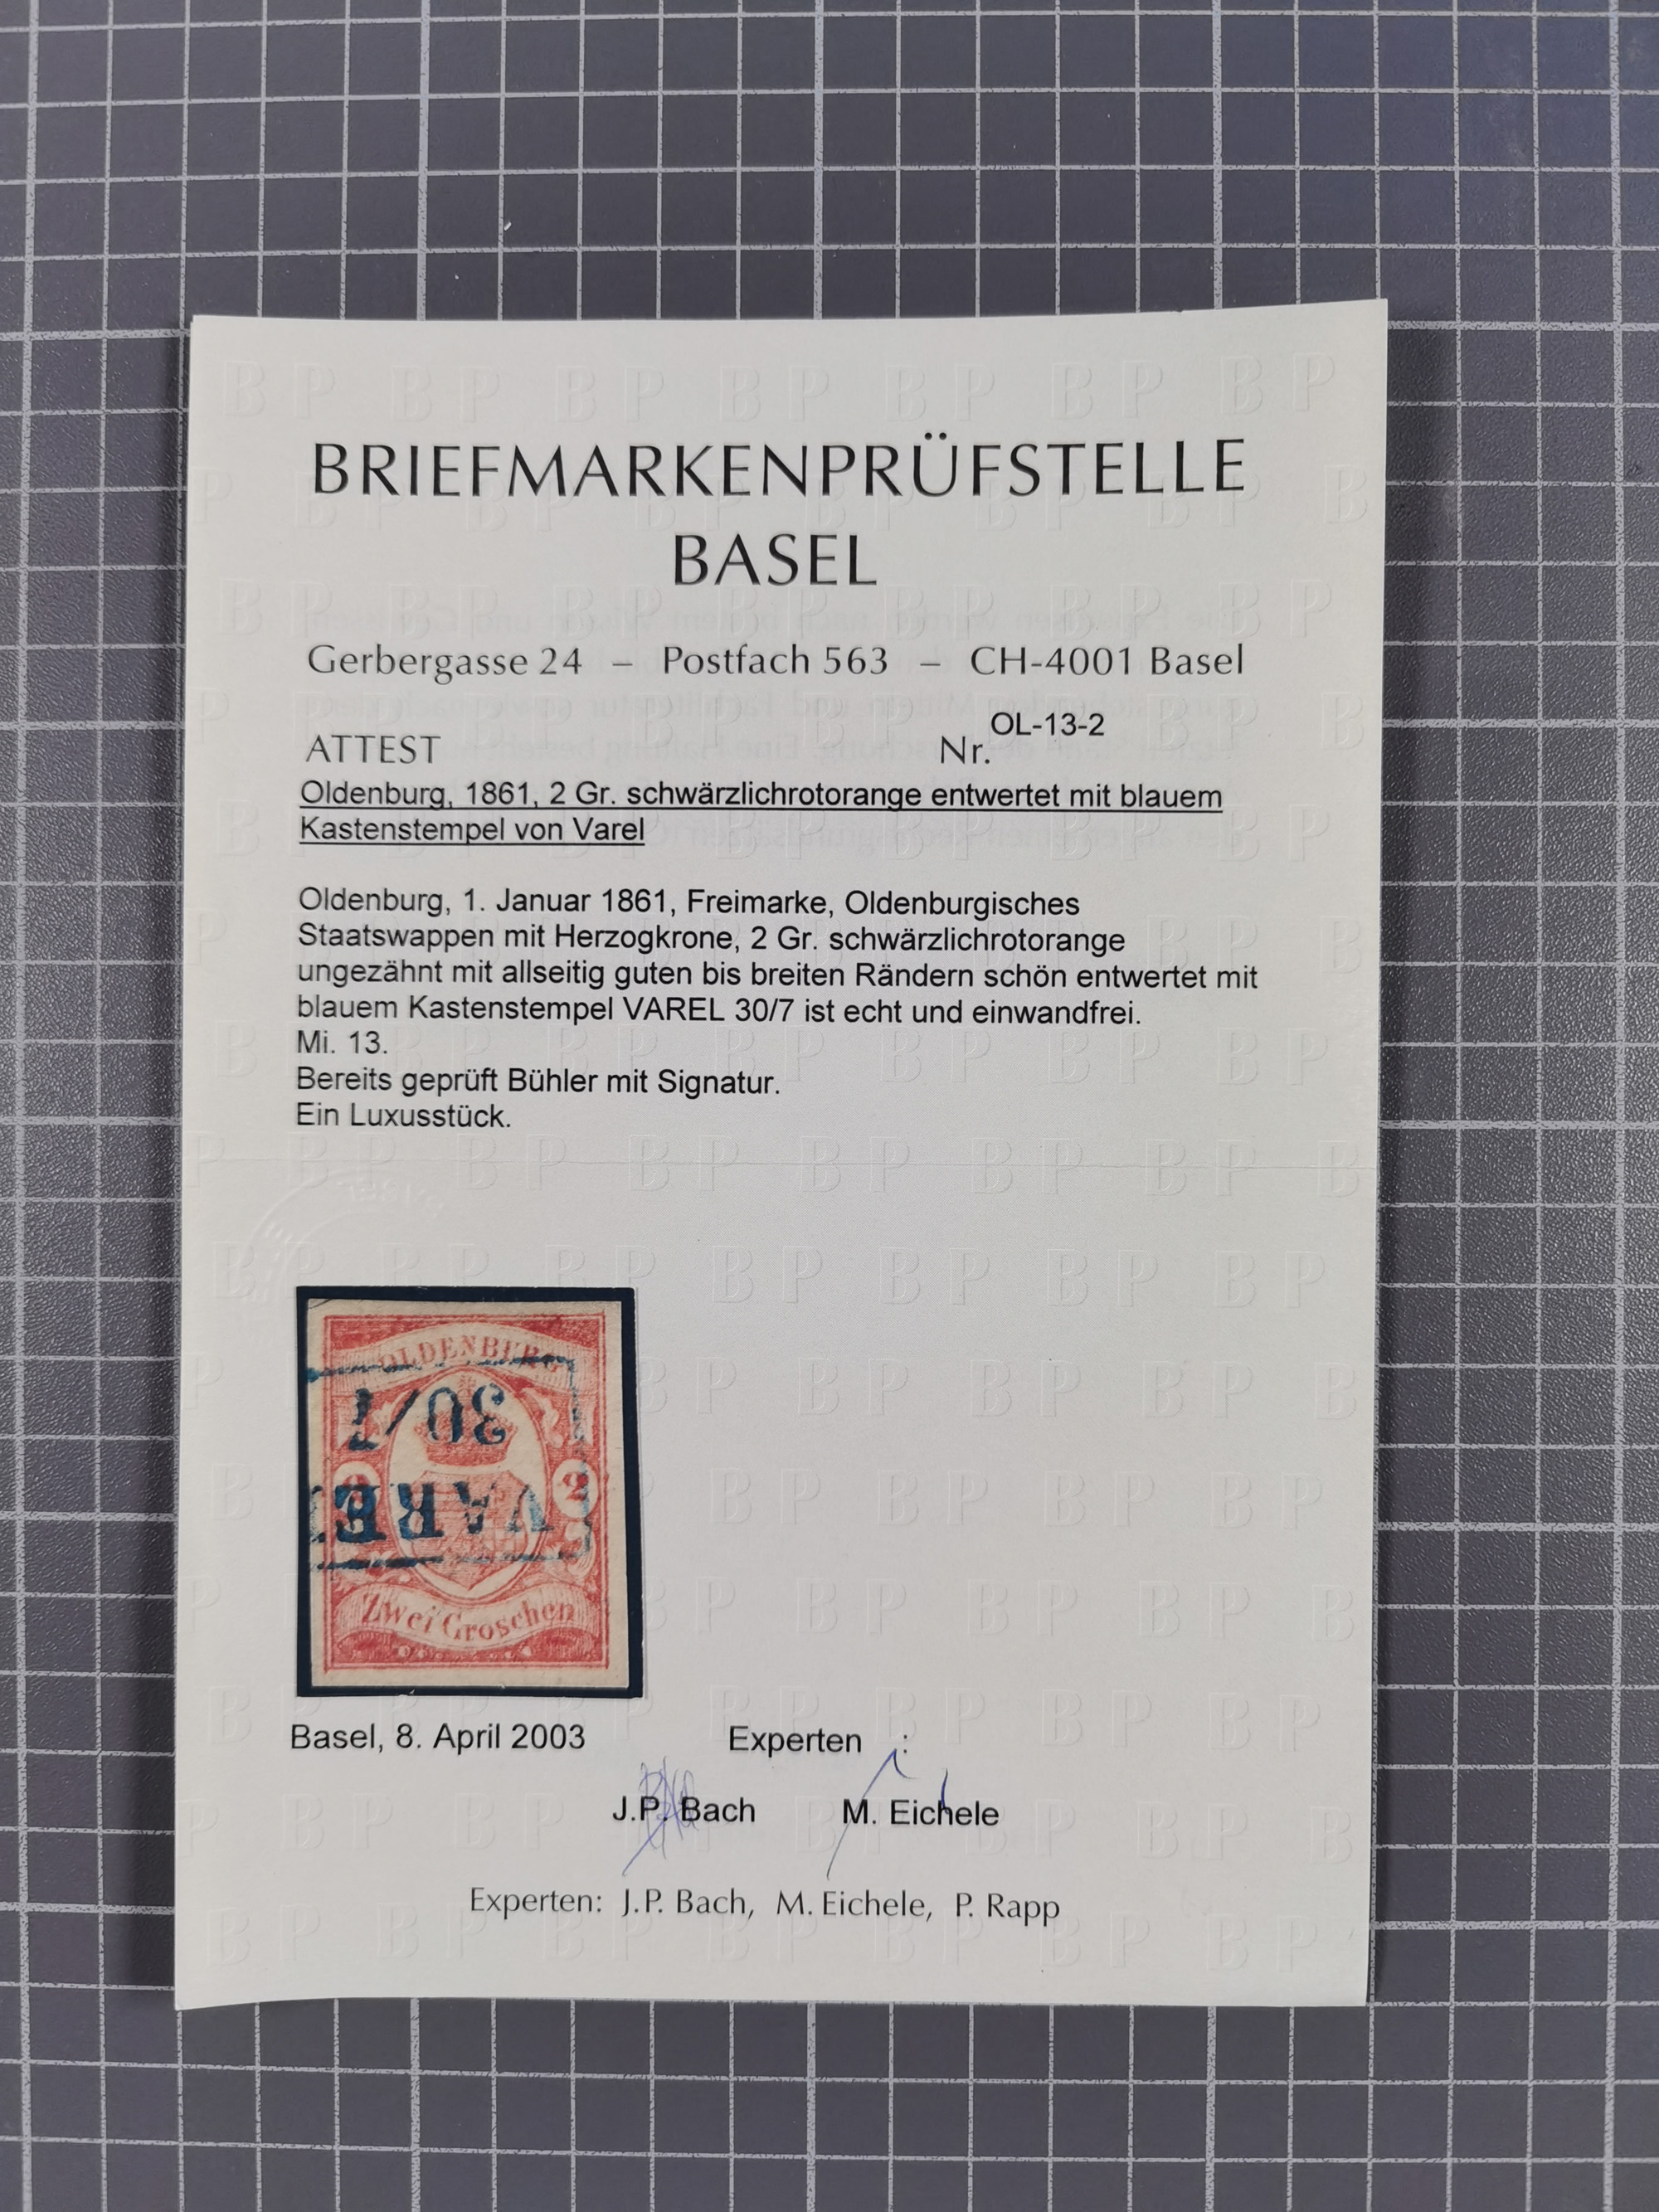 BRIEFMARKENPRÜFSTELLE
BASEL
Gerbergasse 24 – Postfach 563 – CH-4001 Basel
ATTEST Nr. OL-13-2
Oldenburg, 1861, 2 Gr. schwärzlichrotorange entwertet mit blauem
Kastenstempel von Varel
Oldenburg, 1. Januar 1861, Freimarke, Oldenburgisches
Staatswappen mit Herzogkrone, 2 Gr. schwärzlichrotorange
ungezähnt mit allseitig guten bis breiten Rändern schön entwertet mit
blauem Kastenstempel VAREL 30/7 ist echt und einwandfrei.
Mi. 13.
Bereits geprüft Bühler mit Signatur.
Ein Luxusstück.
OLDENBURG
30/7
2 2
VAREL
Zwei Groschen
Basel, 8. April 2003 Experten :
J.P. Bach M. Eichele
Experten: J.P. Bach, M. Eichele, P. Rapp